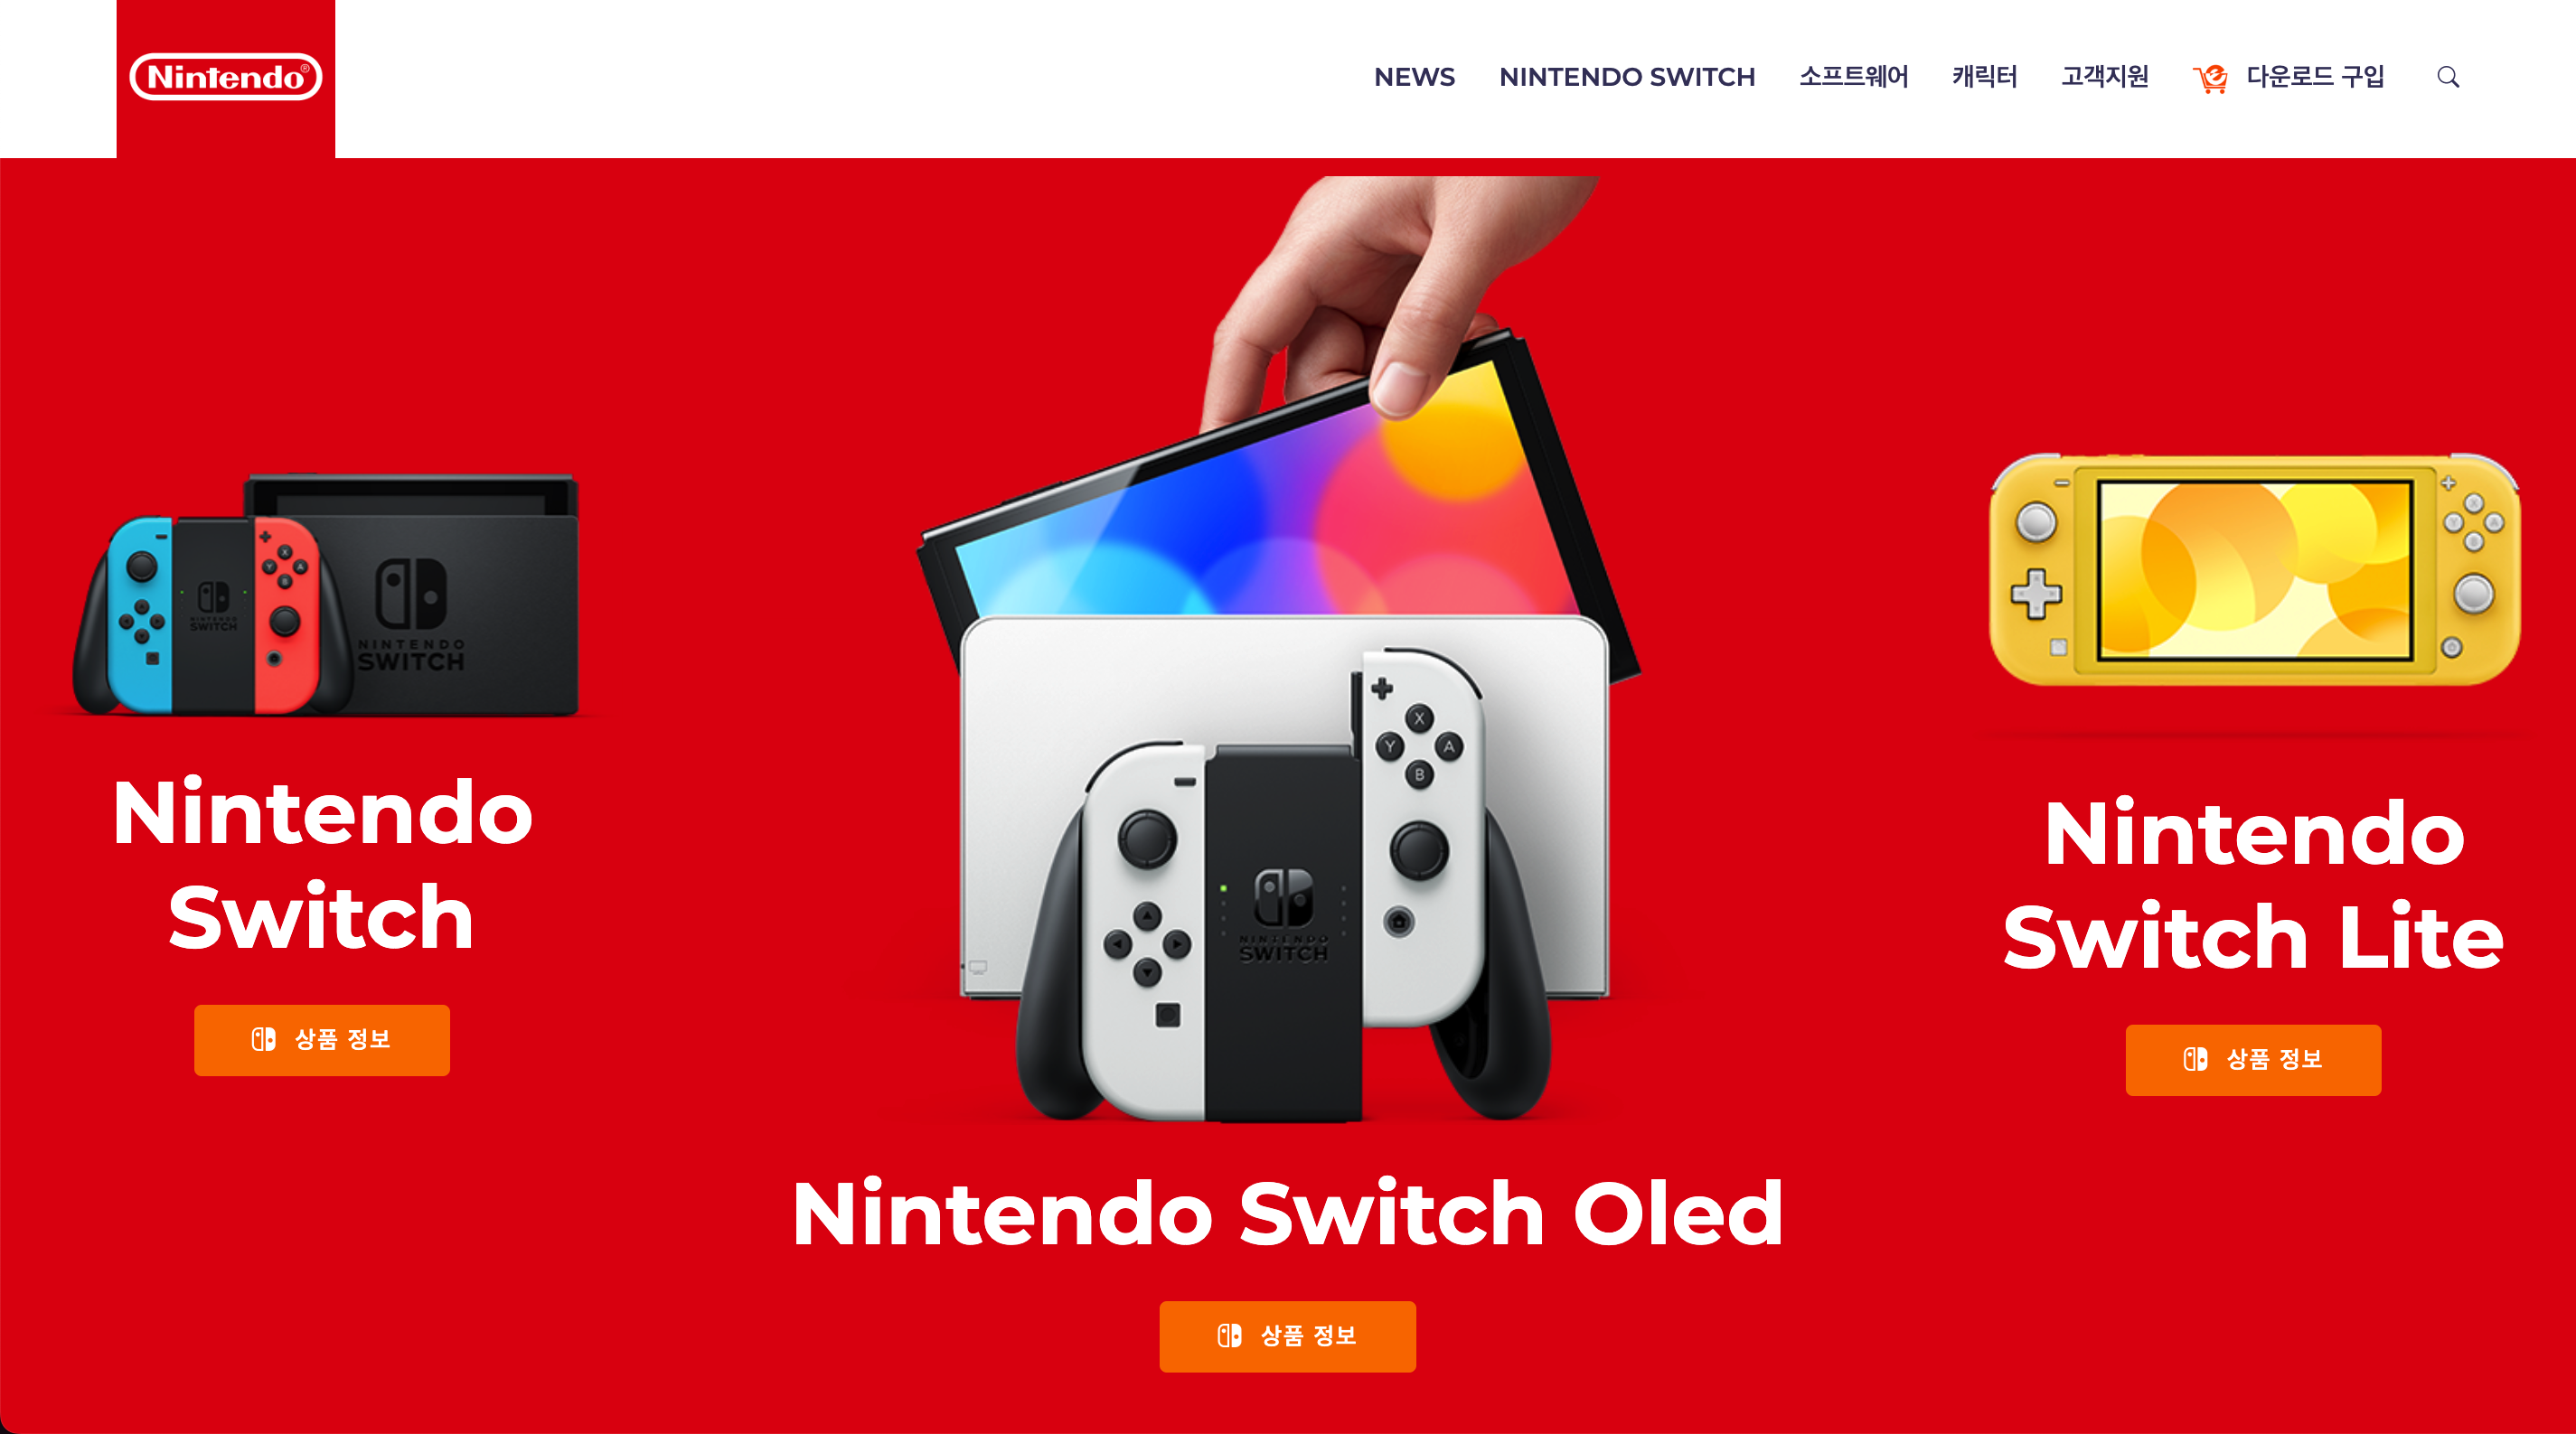 Nintendo®
NEWS
NINTENDO SWITCH
소프트웨어
캐릭터
고객지원
다운로드 구입
NINTENDO
SWITCH
NINTENDO
SWITCH
Nintendo
Switch
상품 정보
X
Y
A
B
NINTENDO
SWITCH
Nintendo Switch Oled
상품 정보
Nintendo
Switch Lite
상품 정보